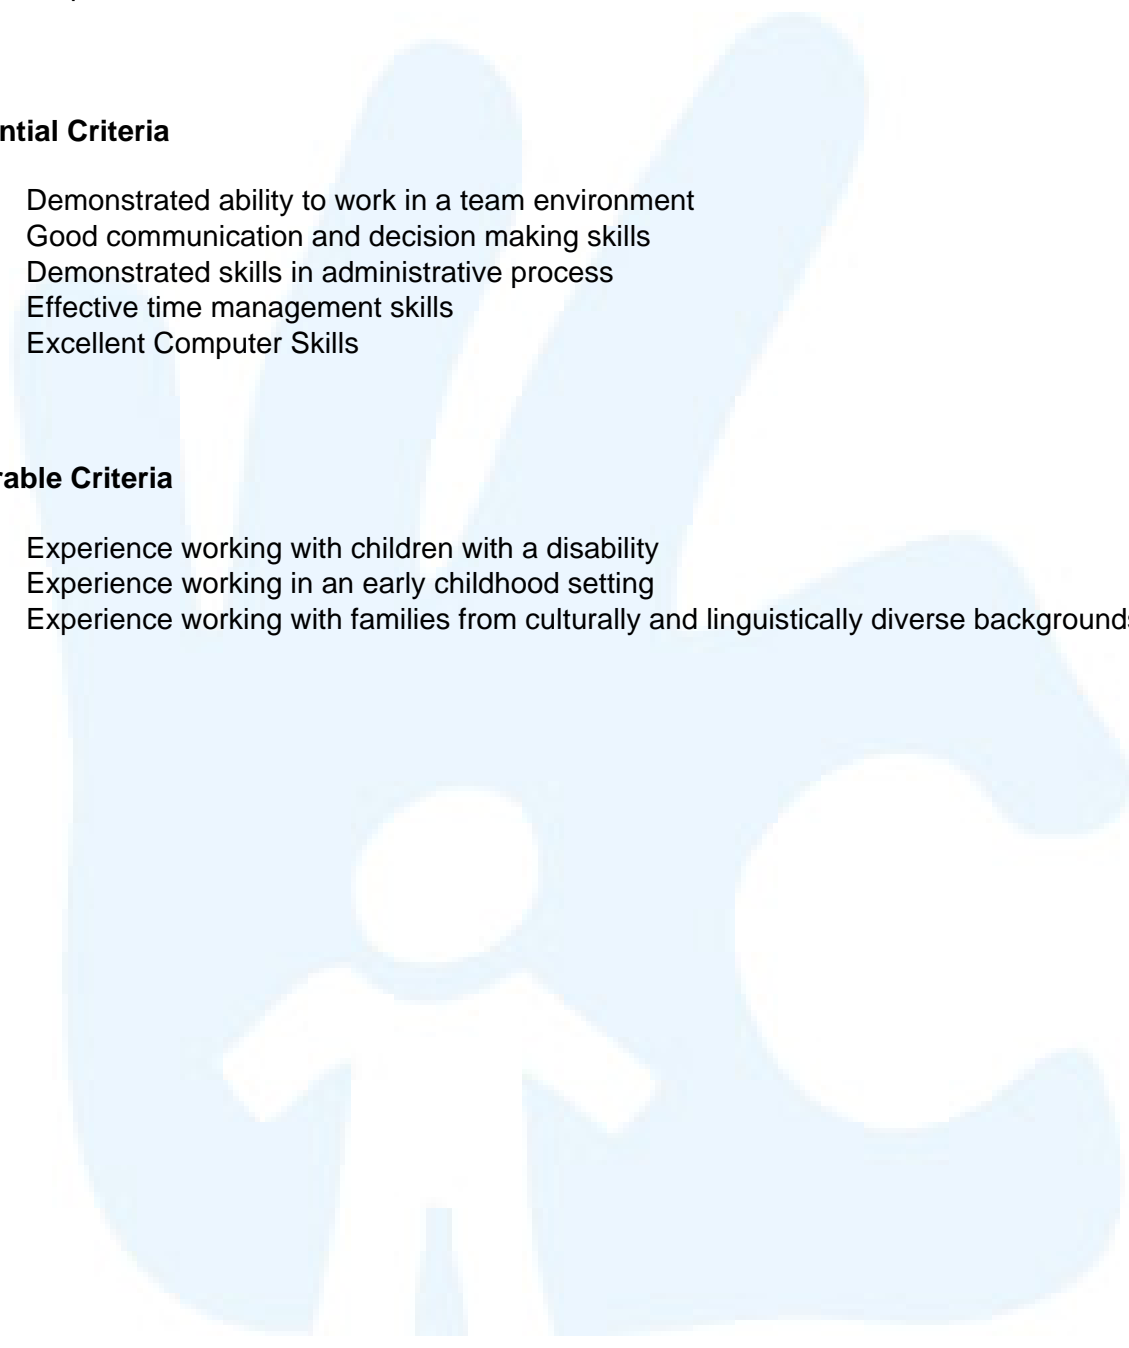 ntial Criteria
Demonstrated ability to work in a team environment
Good communication and decision making skills
Demonstrated skills in administrative process
Effective time management skills
Excellent Computer Skills
rable Criteria
Experience working with children with a disability
Experience working in an early childhood setting
Experience working with families from culturally and linguistically diverse backgrounds